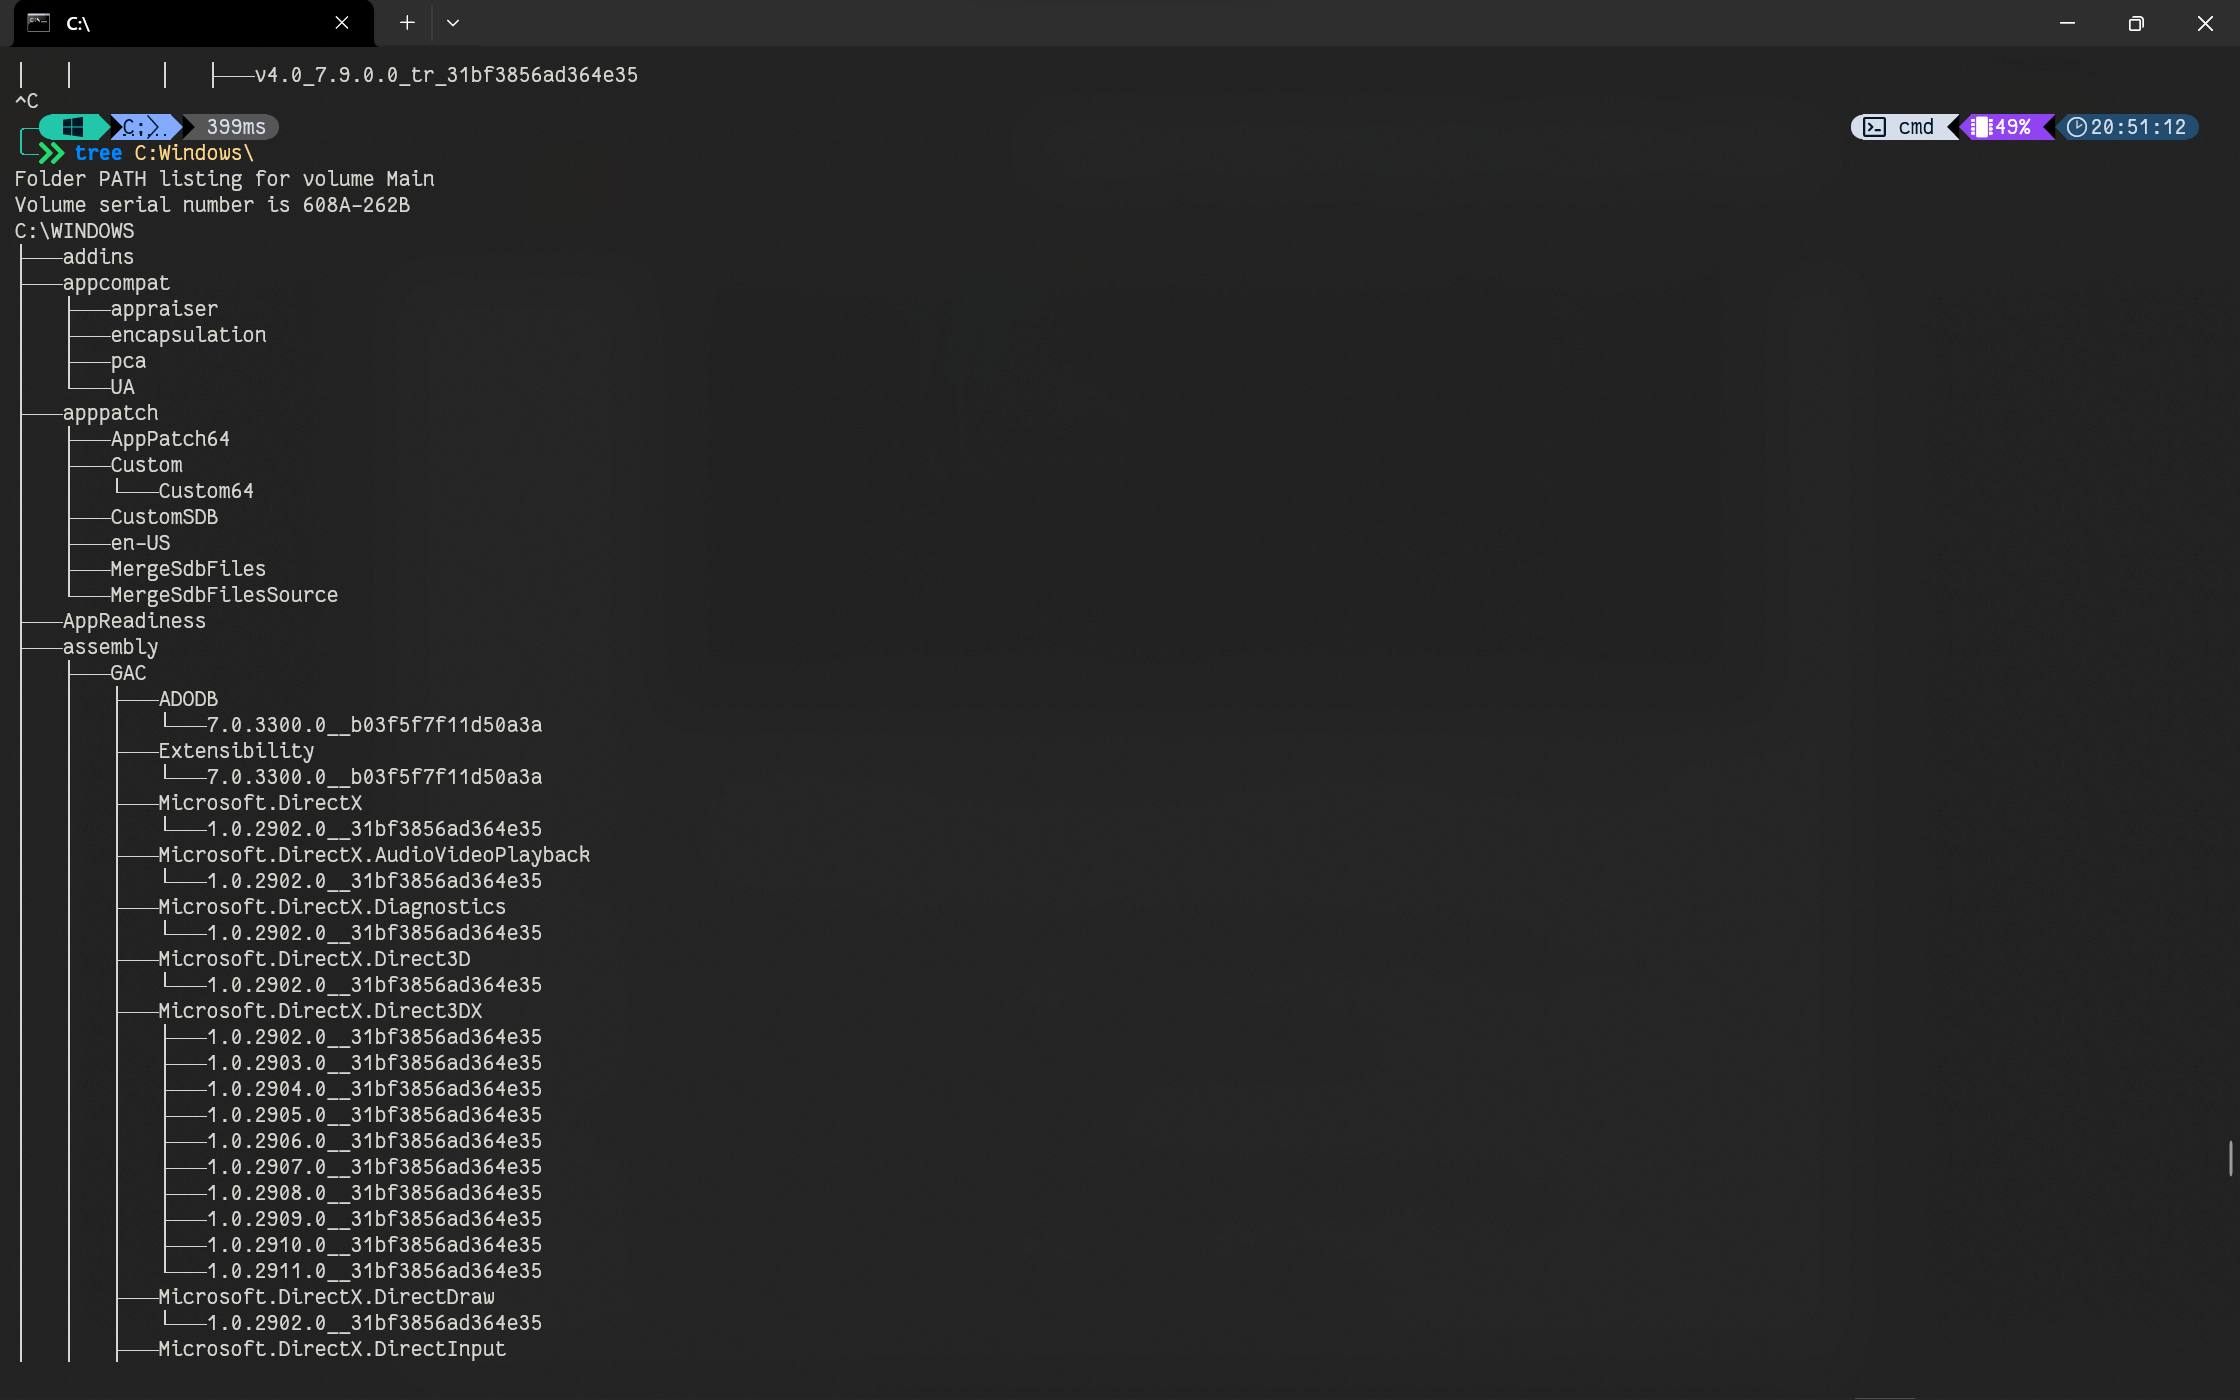 C:\
│   │       │   ├───v4.0_7.9.0.0_tr_31bf3856ad364e35
^C
C:\ 399ms cmd 49% 20:51:12
tree C:Windows\
Folder PATH listing for volume Main
Volume serial number is 608A-262B
C:\WINDOWS
├───addins
├───appcompat
│   ├───appraiser
│   ├───encapsulation
│   ├───pca
│   └───UA
├───apppatch
│   ├───AppPatch64
│   ├───Custom
│   │   └───Custom64
│   ├───CustomSDB
│   ├───en-US
│   ├───MergeSdbFiles
│   └───MergeSdbFilesSource
├───AppReadiness
├───assembly
│   ├───GAC
│   │   ├───ADODB
│   │   │   └───7.0.3300.0__b03f5f7f11d50a3a
│   │   ├───Extensibility
│   │   │   └───7.0.3300.0__b03f5f7f11d50a3a
│   │   ├───Microsoft.DirectX
│   │   │   └───1.0.2902.0__31bf3856ad364e35
│   │   ├───Microsoft.DirectX.AudioVideoPlayback
│   │   │   └───1.0.2902.0__31bf3856ad364e35
│   │   ├───Microsoft.DirectX.Diagnostics
│   │   │   └───1.0.2902.0__31bf3856ad364e35
│   │   ├───Microsoft.DirectX.Direct3D
│   │   │   └───1.0.2902.0__31bf3856ad364e35
│   │   ├───Microsoft.DirectX.Direct3DX
│   │   │   ├───1.0.2902.0__31bf3856ad364e35
│   │   │   ├───1.0.2903.0__31bf3856ad364e35
│   │   │   ├───1.0.2904.0__31bf3856ad364e35
│   │   │   ├───1.0.2905.0__31bf3856ad364e35
│   │   │   ├───1.0.2906.0__31bf3856ad364e35
│   │   │   ├───1.0.2907.0__31bf3856ad364e35
│   │   │   ├───1.0.2908.0__31bf3856ad364e35
│   │   │   ├───1.0.2909.0__31bf3856ad364e35
│   │   │   ├───1.0.2910.0__31bf3856ad364e35
│   │   │   └───1.0.2911.0__31bf3856ad364e35
│   │   ├───Microsoft.DirectX.DirectDraw
│   │   │   └───1.0.2902.0__31bf3856ad364e35
│   │   ├───Microsoft.DirectX.DirectInput